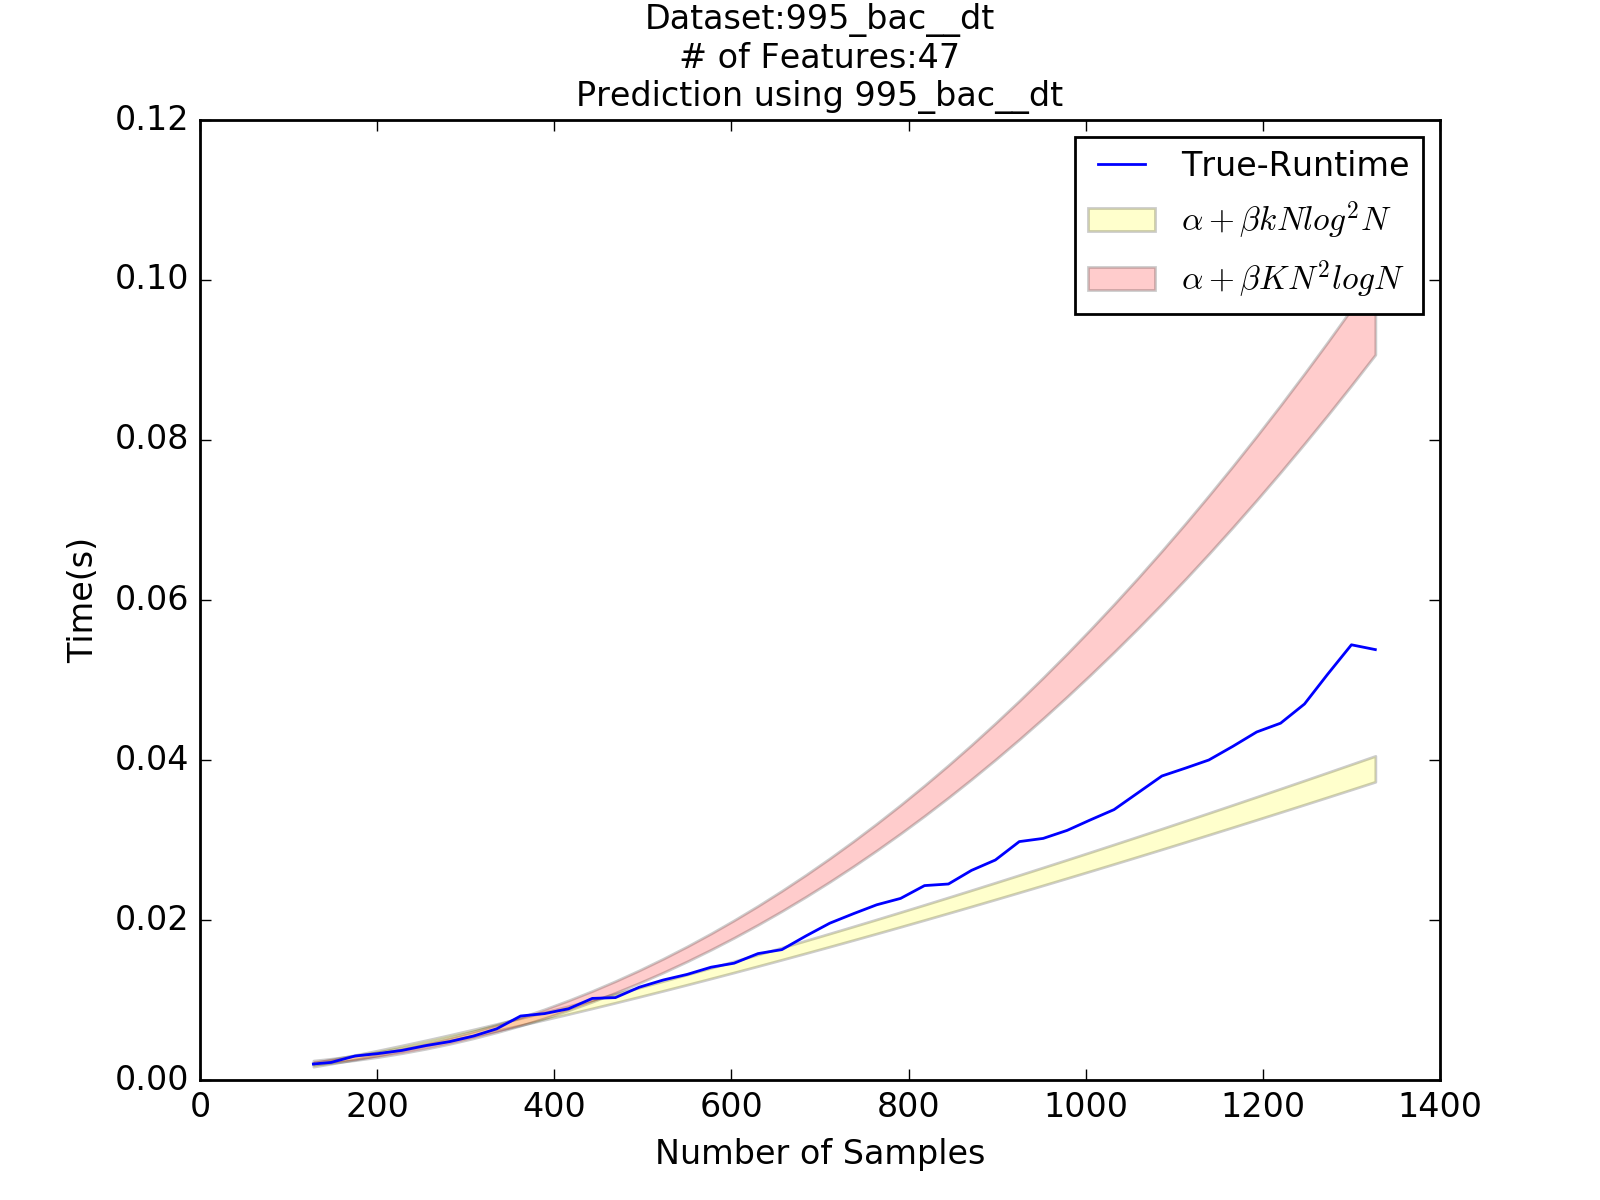 Dataset:995_bac__dt
# of Features:47
Prediction using 995_bac__dt
0.12
0.10
0.08
0.06
0.04
0.02
0.00
Time(s)
True-Runtime
α + βkNlog²N
α + βKN²logN
0 200 400 600 800 1000 1200 1400
Number of Samples